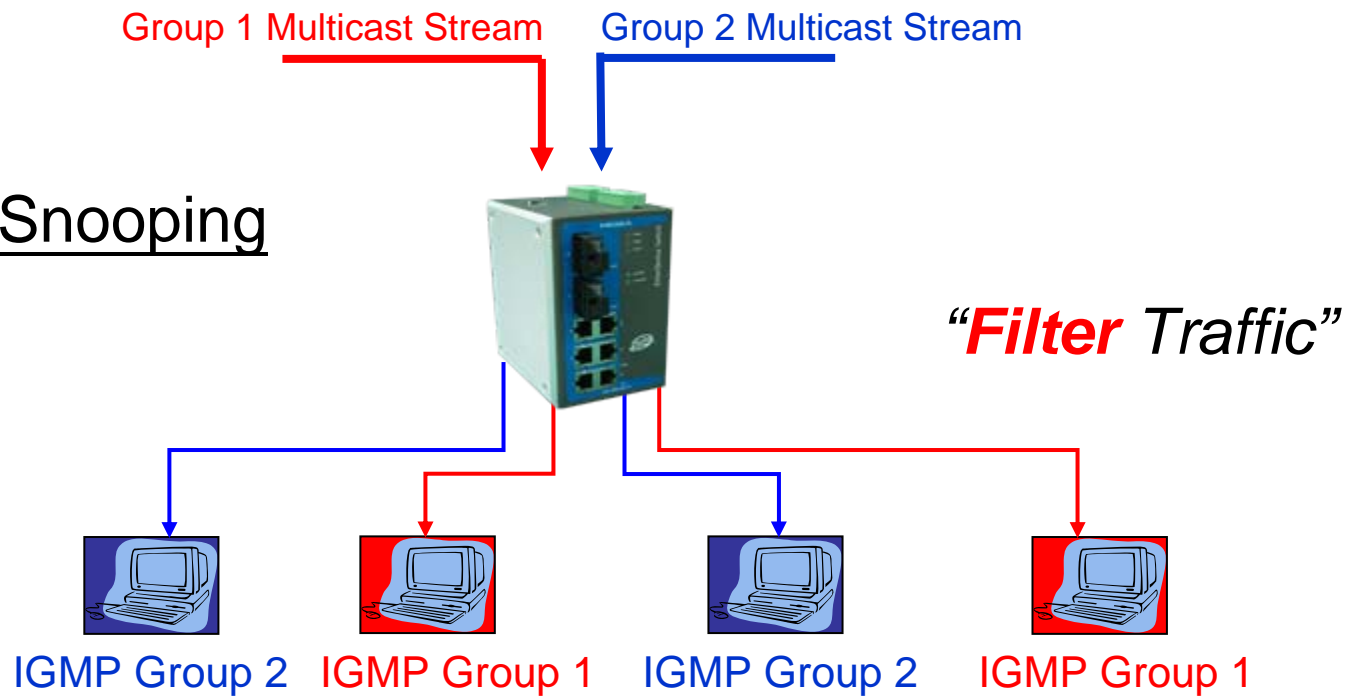 Group 1 Multicast Stream
Group 2 Multicast Stream
Snooping
“Filter Traffic”
IGMP Group 2
IGMP Group 1
IGMP Group 2
IGMP Group 1